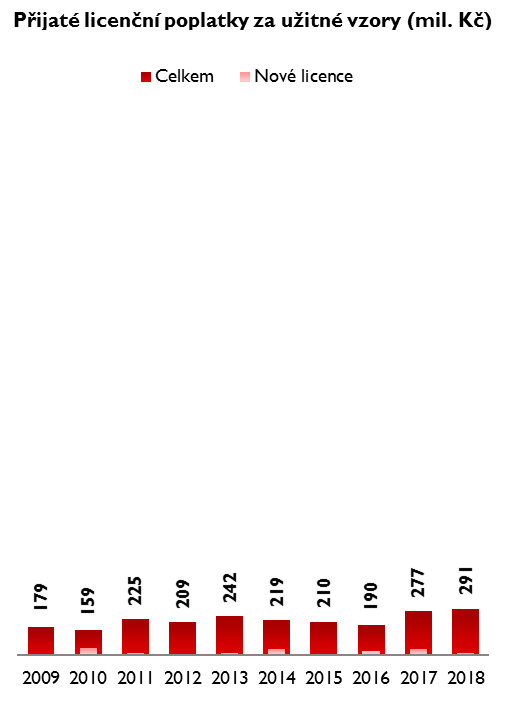 Přijaté licenční poplatky za užitné vzory (mil. Kč)
Celkem Nové licence
179 159 225 209 242 219 210 190 277 291
2009 2010 2011 2012 2013 2014 2015 2016 2017 2018